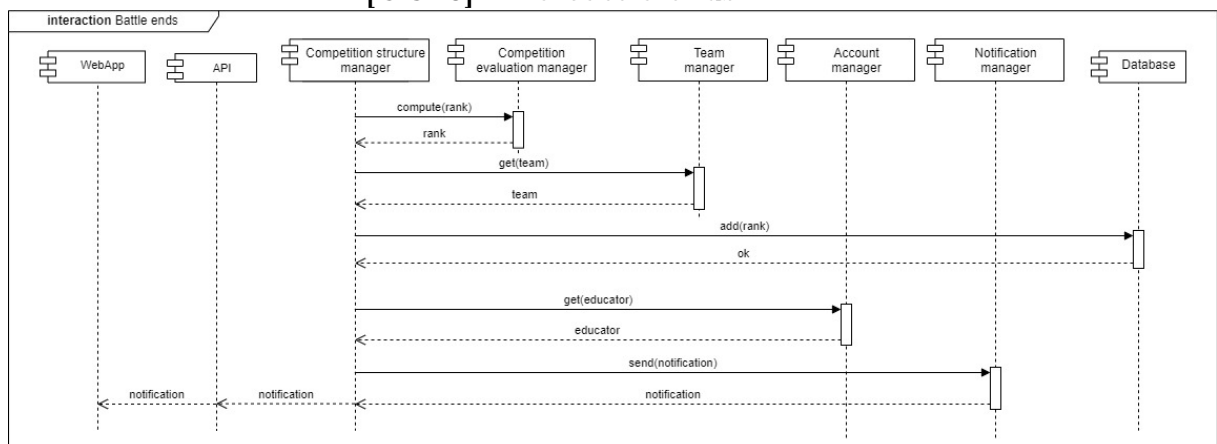 interaction Battle ends
WebApp
API
Competition structure
manager
Competition
evaluation manager
Team
manager
Account
manager
Notification
manager
Database
compute(rank)
rank
get(team)
team
add(rank)
ok
get(educator)
educator
send(notification)
notification
notification
notification